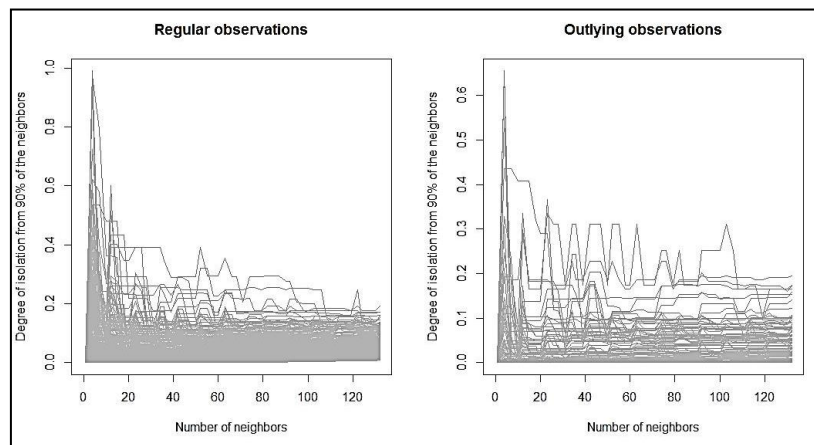 Regular observations
Degree of isolation from 90% of the neighbors
1.0
0.8
0.6
0.4
0.2
0.0
0 20 40 60 80 100 120
Number of neighbors
Outlying observations
Degree of isolation from 90% of the neighbors
0.6
0.5
0.4
0.3
0.2
0.1
0.0
0 20 40 60 80 100 120
Number of neighbors